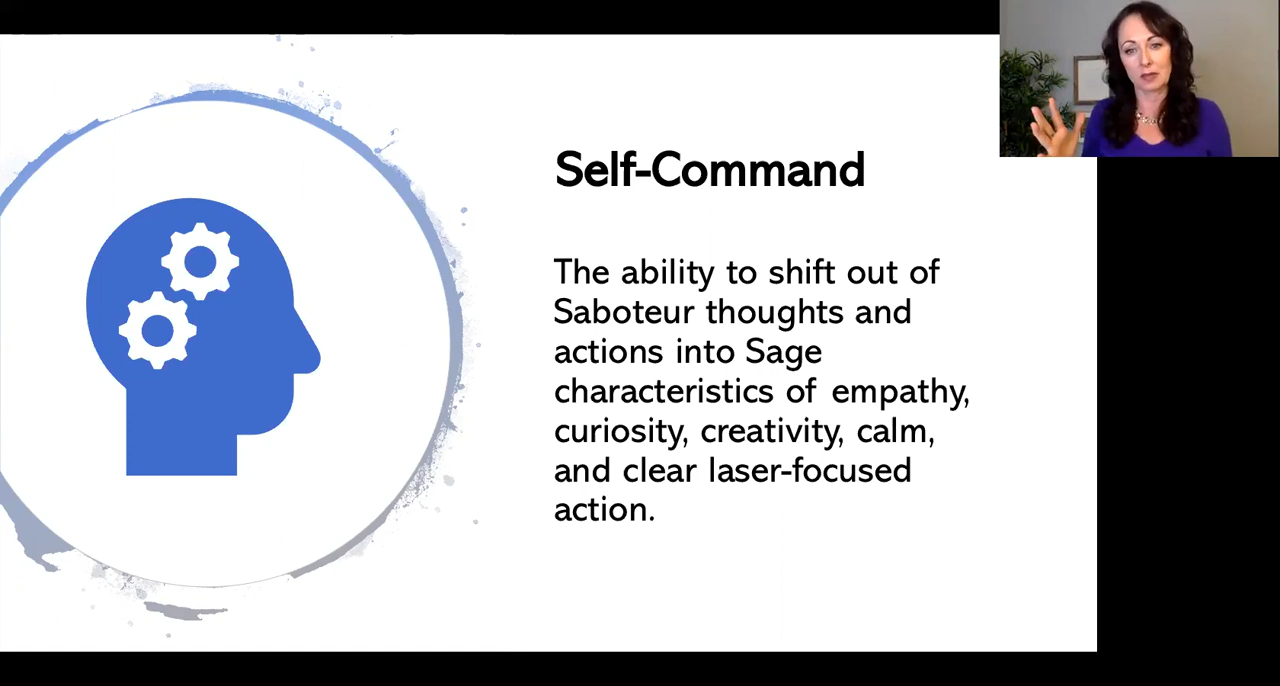 Self-Command
The ability to shift out of
Saboteur thoughts and
actions into Sage
characteristics of empathy,
curiosity, creativity, calm,
and clear laser-focused
action.